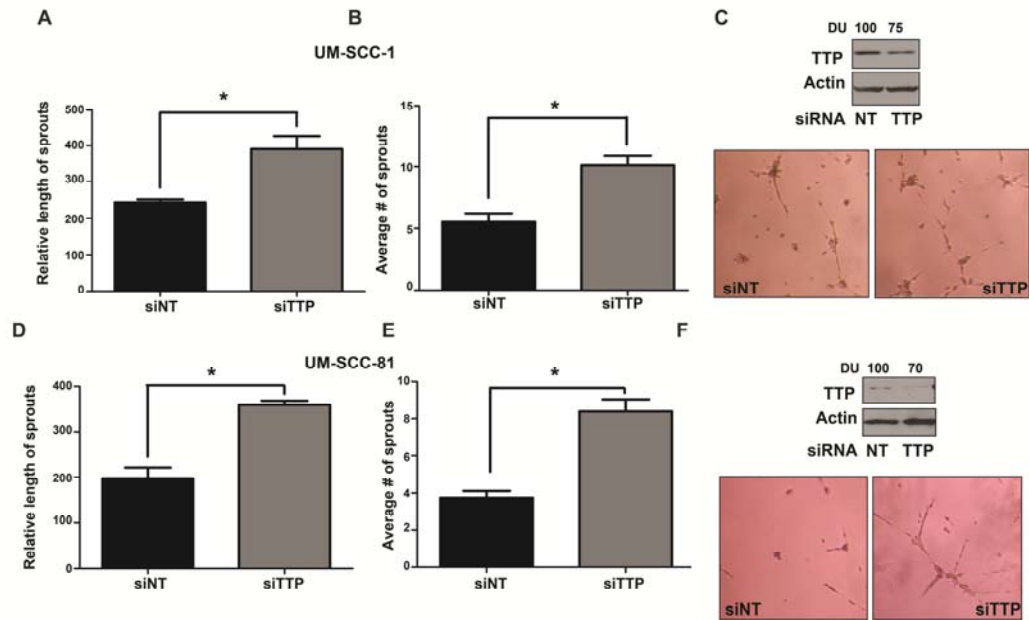 A
B
C
UM-SCC-1
Relative length of sprouts
500
400
300
200
100
0
*
siNT
siTTP
Average # of sprouts
15
10
5
0
*
siNT
siTTP
DU 100 75
TTP
Actin
siRNA NT TTP
siNT
siTTP
D
E
F
UM-SCC-81
Relative length of sprouts
400
300
200
100
0
*
siNT
siTTP
Average # of sprouts
10
8
6
4
2
0
*
siNT
siTTP
DU 100 70
TTP
Actin
siRNA NT TTP
siNT
siTTP